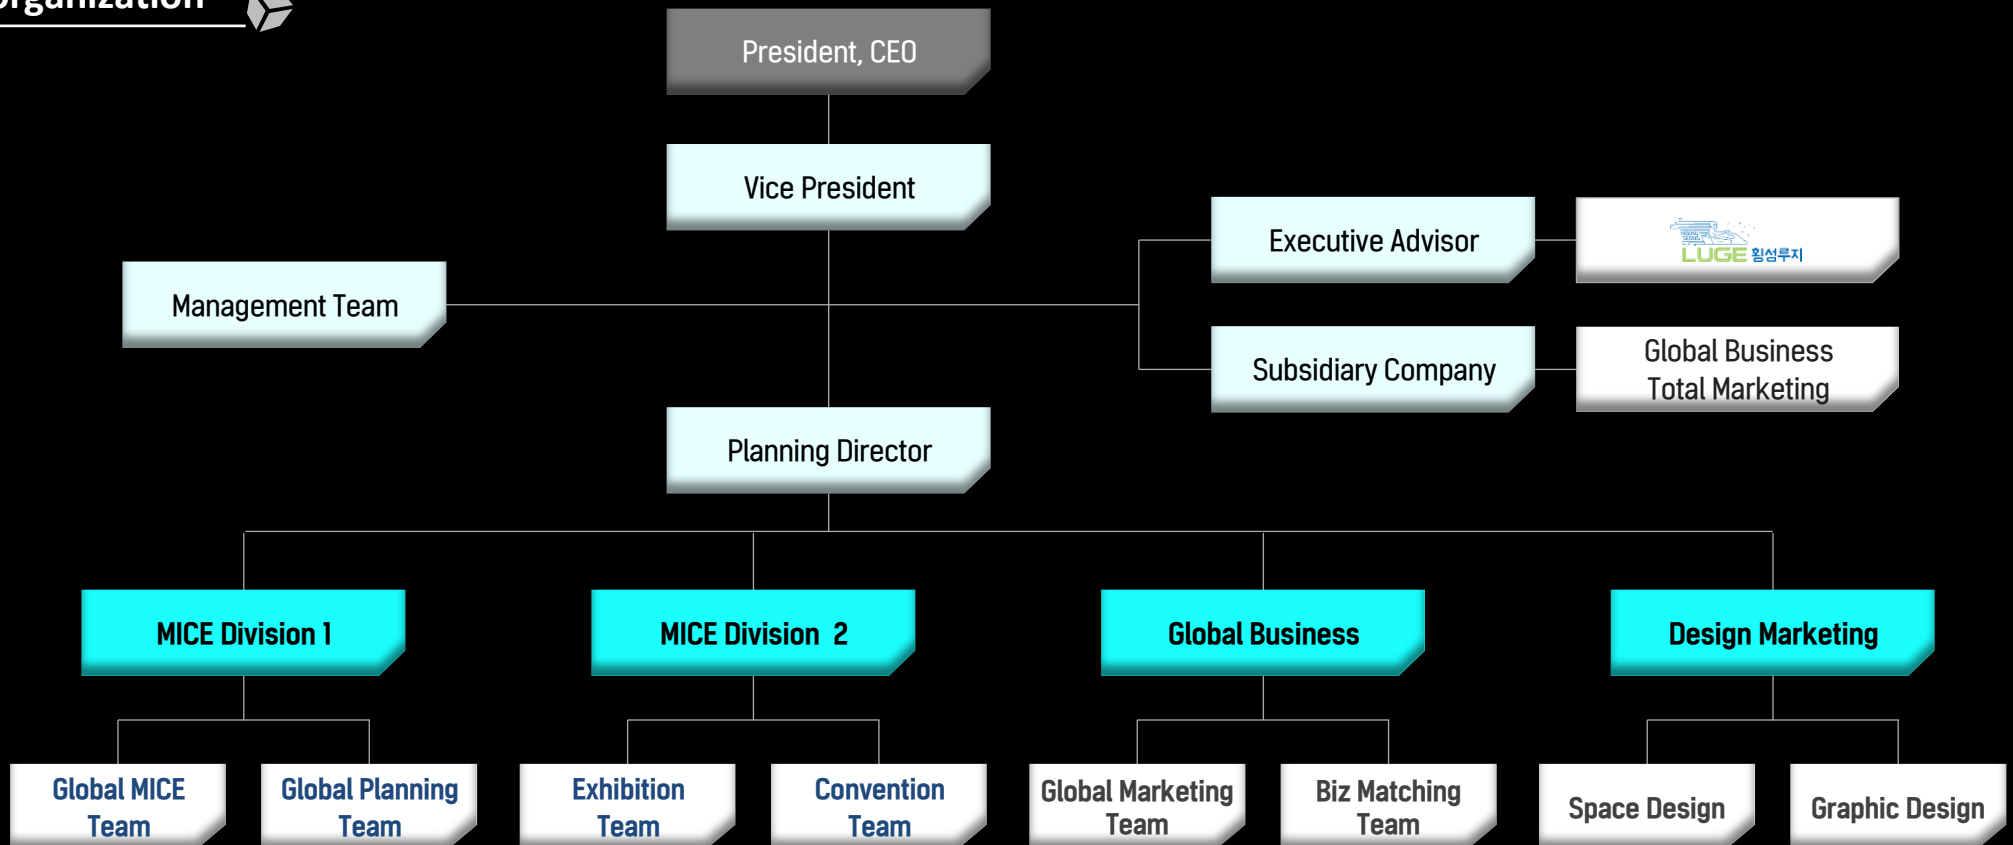 organization
President, CEO
Vice President
Executive Advisor
LUGE 횡성루지
Management Team
Subsidiary Company
Global Business
Total Marketing
Planning Director
MICE Division 1
MICE Division 2
Global Business
Design Marketing
Global MICE
Team
Global Planning
Team
Exhibition
Team
Convention
Team
Global Marketing
Team
Biz Matching
Team
Space Design
Graphic Design